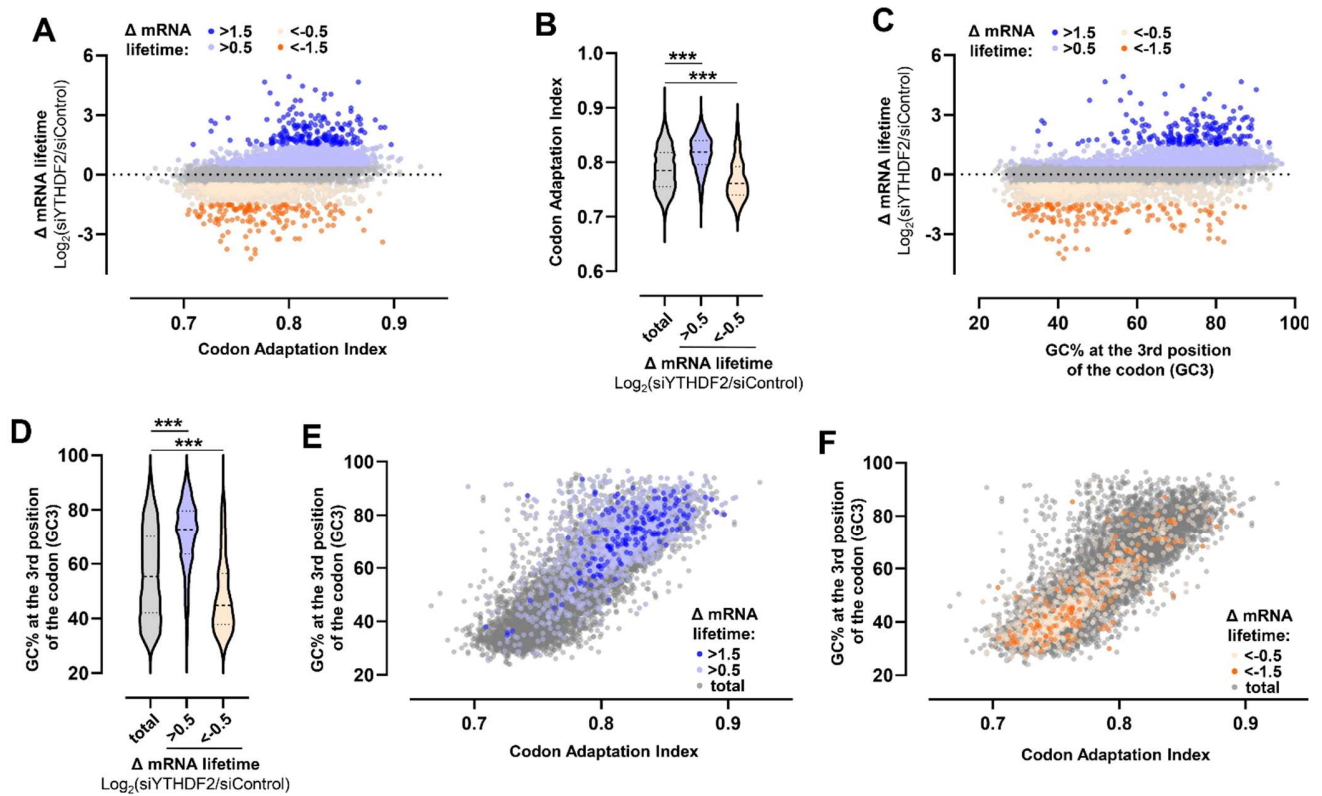 A
Δ mRNA lifetime:
>1.5
<-0.5
>0.5
<-1.5
Δ mRNA lifetime
Log2(siYTHDF2/siControl)
6
3
0
-3
0.7
0.8
0.9
Codon Adaptation Index
B
***
***
Codon Adaptation Index
1.0
0.9
0.8
0.7
0.6
total
>0.5
<-0.5
Δ mRNA lifetime
Log2(siYTHDF2/siControl)
C
Δ mRNA lifetime:
>1.5
<-0.5
>0.5
<-1.5
Δ mRNA lifetime
Log2(siYTHDF2/siControl)
6
3
0
-3
20
40
60
80
100
GC% at the 3rd position
of the codon (GC3)
D
***
***
GC% at the 3rd position
of the codon (GC3)
100
80
60
40
20
total
>0.5
<-0.5
Δ mRNA lifetime
Log2(siYTHDF2/siControl)
E
GC% at the 3rd position
of the codon (GC3)
100
80
60
40
20
Δ mRNA
lifetime:
>1.5
>0.5
total
0.7
0.8
0.9
Codon Adaptation Index
F
GC% at the 3rd position
of the codon (GC3)
100
80
60
40
20
Δ mRNA
lifetime:
<-0.5
<-1.5
total
0.7
0.8
0.9
Codon Adaptation Index